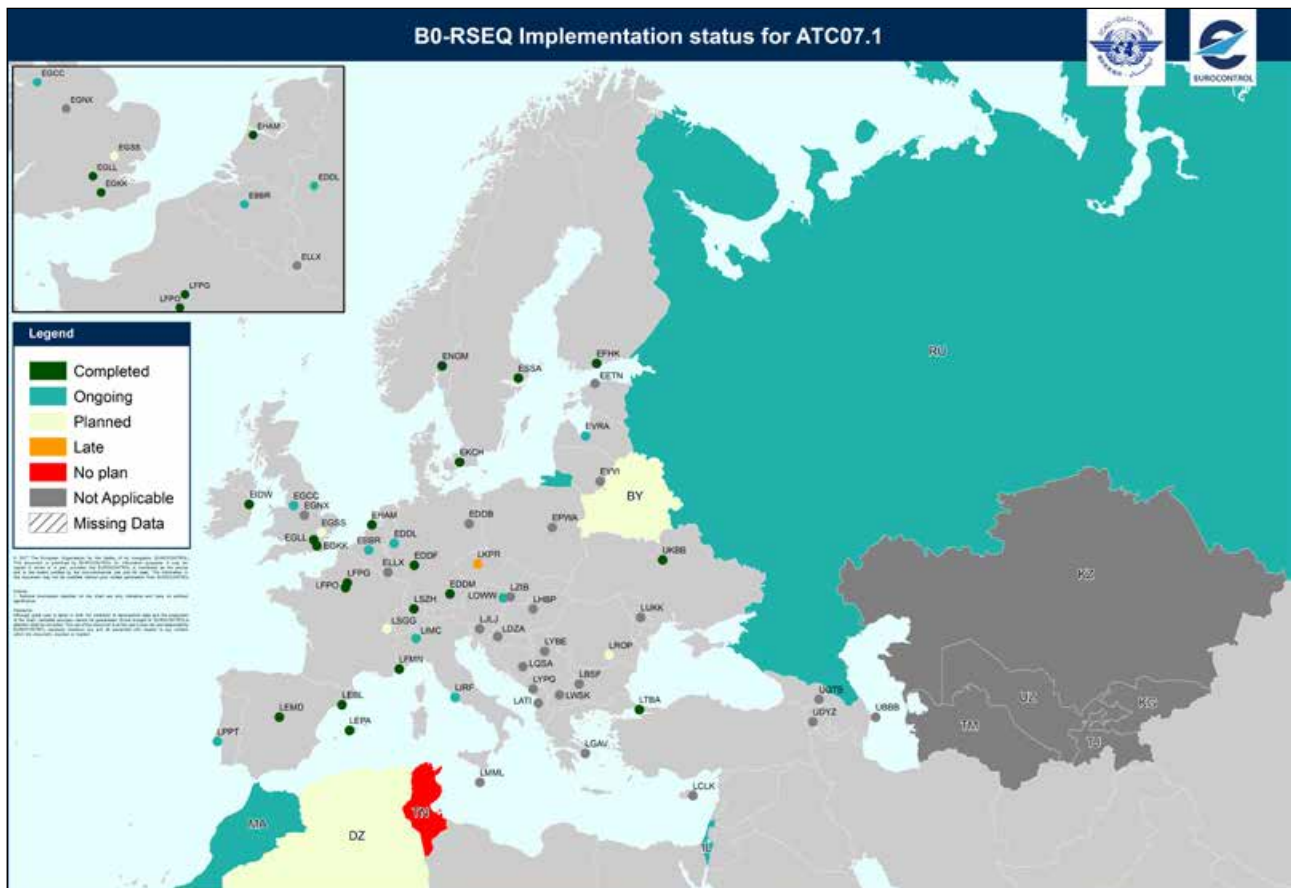 B0-RSEQ Implementation status for ATC07.1
EUROCONTROL
EGCC
EGNX
EHAM
EGSS
EGLL
EGKK
EDDL
EBBR
ELLX
LFPG
LFPO
Legend
Completed
Ongoing
Planned
Late
No plan
Not Applicable
Missing Data
RU
ENGM
ESSA
EFHK
EETN
EVRA
EKCH
EYVI
BY
EIDW
EGCC
EGNX
EGSS
EGLL
EGKK
EHAM
EBBR
EDDL
EDDB
EPWA
ELLX
EDDF
LKPR
UKBB
LFPG
LFPO
EDDM
LOWW
LZIB
LHBP
LSZH
LSGG
LIMC
LJLJ
LDZA
LUKK
KZ
LYBE
LROP
LQSA
LFMN
LYPG
LBSF
LWSK
LATI
LIRF
LEBL
LEMD
LEPA
LTBA
UGTB
UDYZ
UBBB
UZ
KG
TM
TJ
LPPT
LGAV
LMML
LCLK
MA
DZ
TN
IL